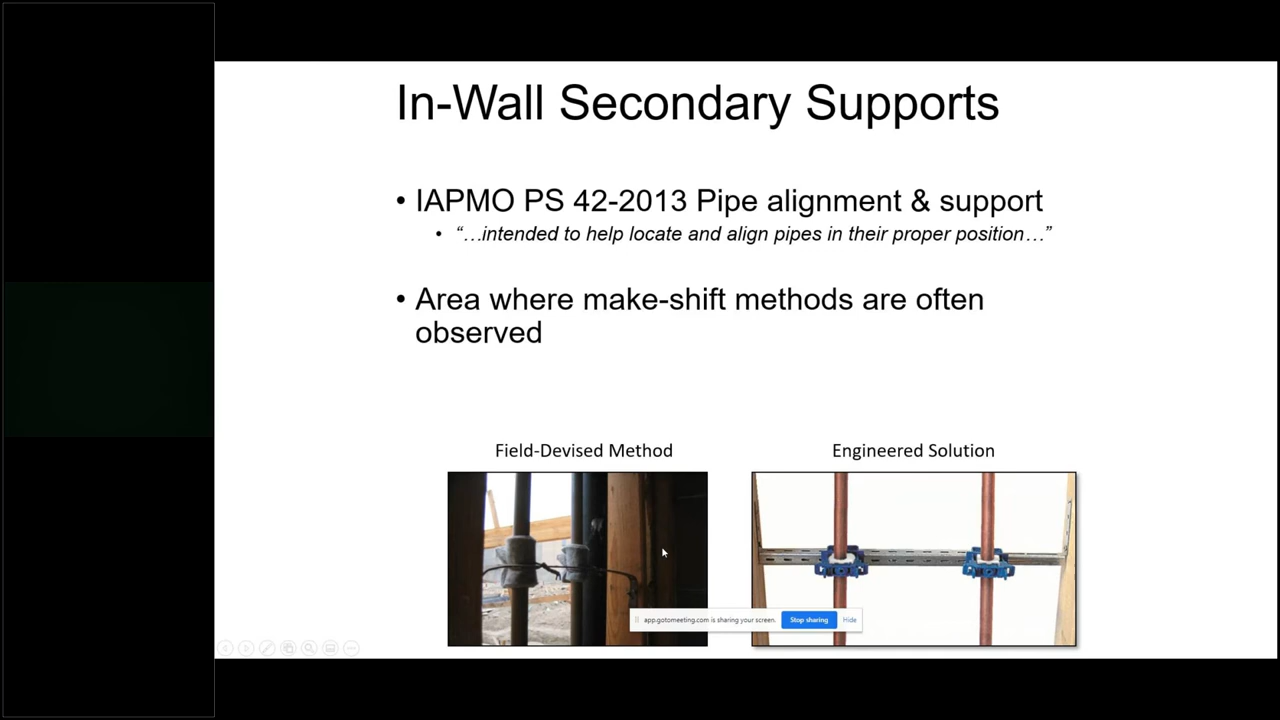 In-Wall Secondary Supports
• IAPMO PS 42-2013 Pipe alignment & support
• “…intended to help locate and align pipes in their proper position…”
• Area where make-shift methods are often
observed
Field-Devised Method
Engineered Solution
app.gotomeeting.com is sharing your screen.
Stop sharing
Hide